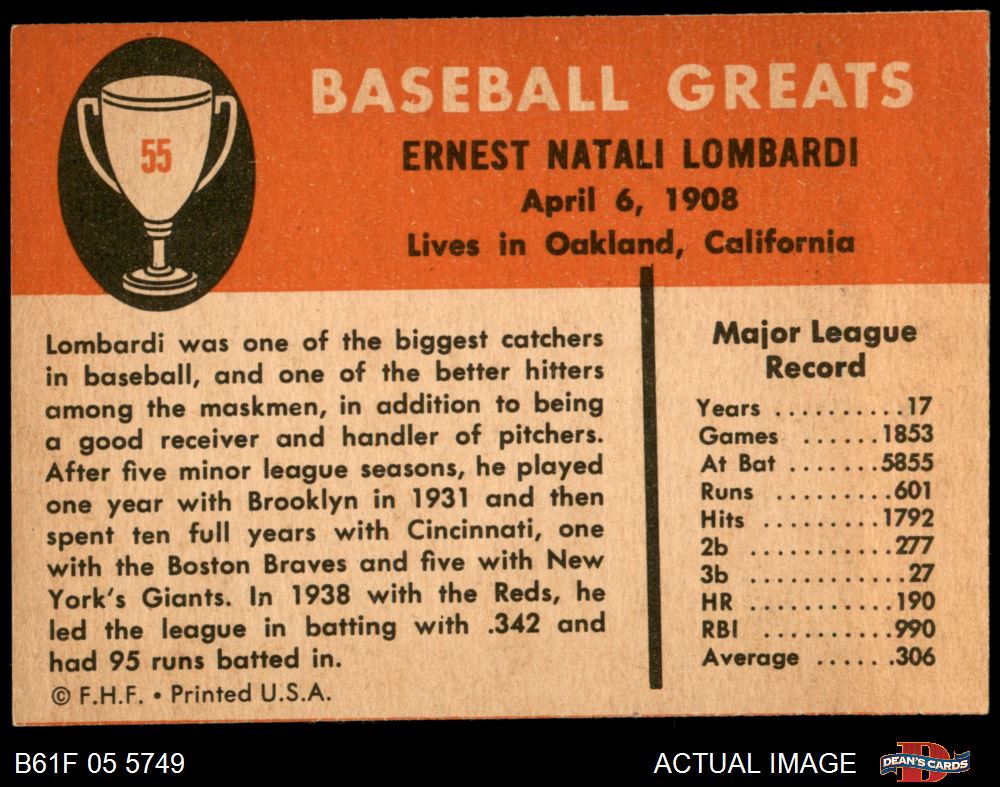 55
BASEBALL GREATS
ERNEST NATALI LOMBARDI
April 6, 1908
Lives in Oakland, California
Lombardi was one of the biggest catchers
in baseball, and one of the better hitters
among the maskmen, in addition to being
a good receiver and handler of pitchers.
After five minor league seasons, he played
one year with Brooklyn in 1931 and then
spent ten full years with Cincinnati, one
with the Boston Braves and five with New
York's Giants. In 1938 with the Reds, he
led the league in batting with .342 and
had 95 runs batted in.
© F.H.F. • Printed U.S.A.
Major League
Record
Years ..........17
Games ......1853
At Bat .......5855
Runs .........601
Hits .........1792
2b ...........277
3b ............27
HR ...........190
RBI ..........990
Average ......306
B61F 05 5749
ACTUAL IMAGE
D
DEAN'S CARDS